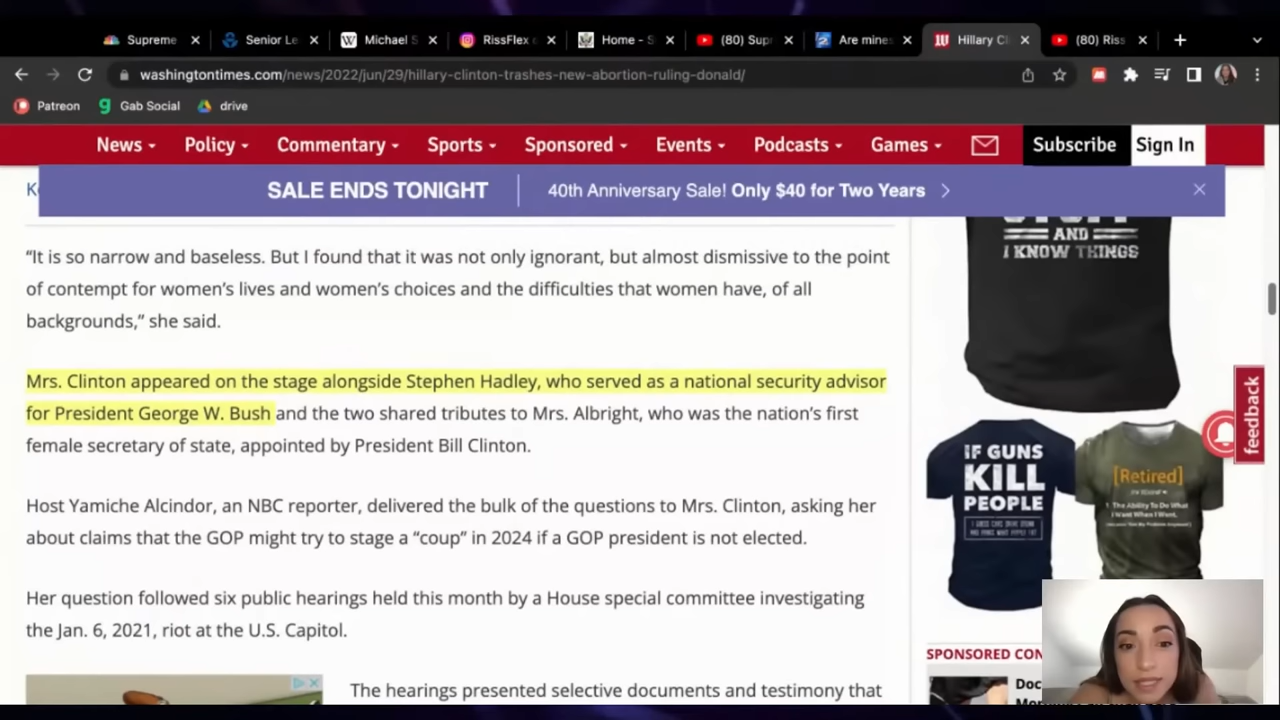 Supreme
Senior Le
Michael S
RissFlex
Home - S
(80) Sup
Are mines
Hillary Cl
(80) Riss
washingtontimes.com/news/2022/jun/29/hillary-clinton-trashes-new-abortion-ruling-donald/
Patreon
Gab Social
drive
News
Policy
Commentary
Sports
Sponsored
Events
Podcasts
Games
Subscribe
Sign In
SALE ENDS TONIGHT
40th Anniversary Sale! Only $40 for Two Years
“It is so narrow and baseless. But I found that it was not only ignorant, but almost dismissive to the point
of contempt for women’s lives and women’s choices and the difficulties that women have, of all
backgrounds,” she said.
Mrs. Clinton appeared on the stage alongside Stephen Hadley, who served as a national security advisor
for President George W. Bush and the two shared tributes to Mrs. Albright, who was the nation’s first
female secretary of state, appointed by President Bill Clinton.
Host Yamiche Alcindor, an NBC reporter, delivered the bulk of the questions to Mrs. Clinton, asking her
about claims that the GOP might try to stage a “coup” in 2024 if a GOP president is not elected.
Her question followed six public hearings held this month by a House special committee investigating
the Jan. 6, 2021, riot at the U.S. Capitol.
The hearings presented selective documents and testimony that
AND
I KNOW THINGS
feedback
IF GUNS
KILL
PEOPLE
[Retired]
SPONSORED CON
Doc